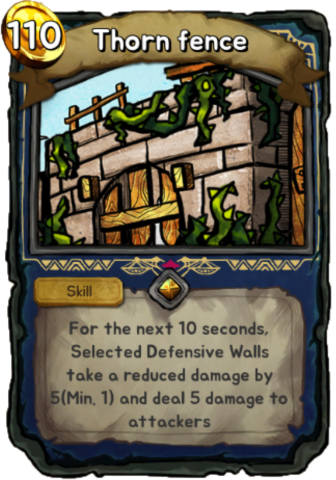 110
Thorn fence
Skill
For the next 10 seconds,
Selected Defensive Walls
take a reduced damage by
5(Min. 1) and deal 5 damage to
attackers